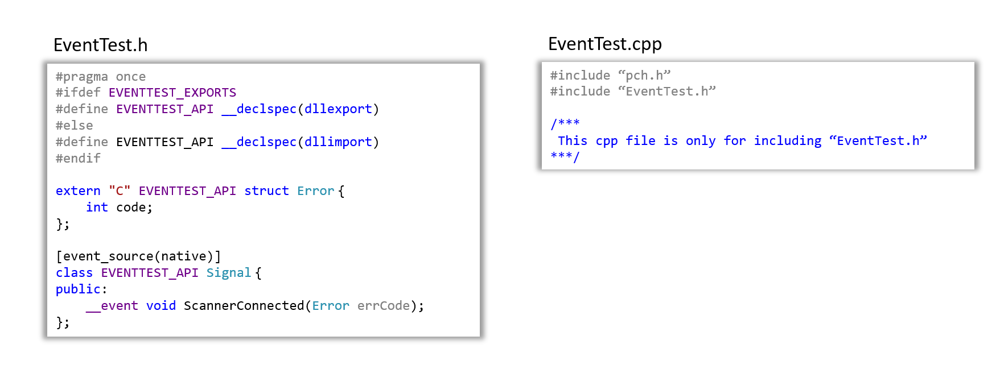 EventTest.h
#pragma once
#ifdef EVENTTEST_EXPORTS
#define EVENTTEST_API __declspec(dllexport)
#else
#define EVENTTEST_API __declspec(dllimport)
#endif
extern "C" EVENTTEST_API struct Error {
    int code;
};
[event_source(native)]
class EVENTTEST_API Signal {
public:
    __event void ScannerConnected(Error errCode);
};
EventTest.cpp
#include “pch.h”
#include “EventTest.h”
/***
 This cpp file is only for including “EventTest.h”
***/